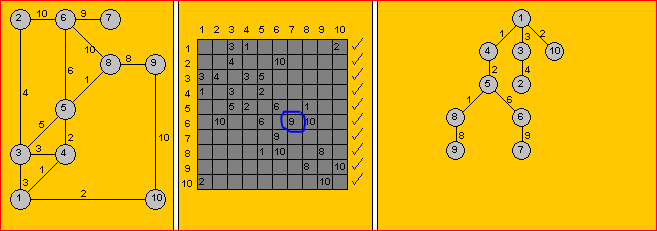 2 10 6 9 7
10
8 8 9
6
1
4
5
5
2
10
3 3 4
1
3
1 2 10
1 2 3 4 5 6 7 8 9 10
1 3 1 2
2 4 10
3 3 4 3 5
4 1 3 2
5 5 2 6 1
6 10 6 9 10
7 9
8 1 10 8
9 8 10
10 2 10
1
1 3 2
4 3 10
2 4
5 2
1 6
8 6
8 9
9 7